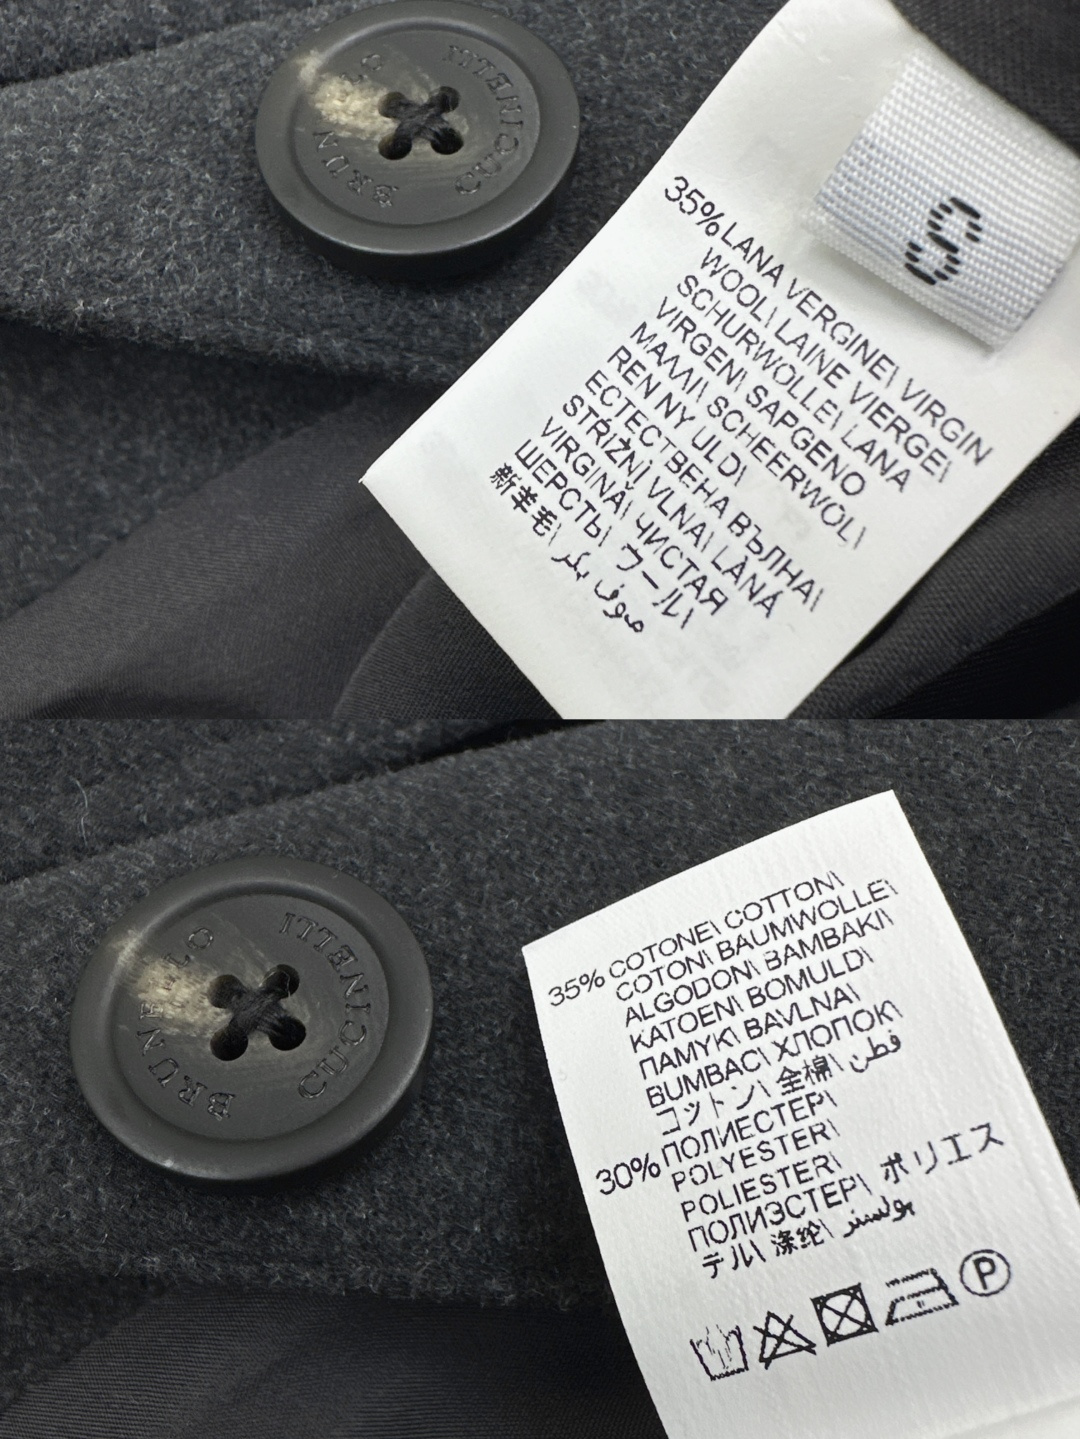 BRUNELLO
CUCINELLI
S
35% LANA VERGINE\ VIRGIN
WOOL\ LAINE VIERGE\
SCHURWOLLE\ LANA
VIRGEN\ SAPGENO
MAΛΛI\ SCHEERWOL\
REN NY ULD\
ЕСТЕСТВЕНА ВЪЛНА\
STŘIŽNÍ VLNA\ LÂNĂ
VIRGINĂ\ ЧИСТАЯ
ШЕРСТЬ\ ウール\
新羊毛\ صوف بكر
BRUNELLO
CUCINELLI
35% COTONE\ COTTON\
COTON\ BAUMWOLLE\
ALGODON\ BAMBAKI\
KATOEN\ BOMULD\
ПАМУК\ BAVLNA\
BUMBAC\ ХЛОПОК\
コットン\ 全棉\ قطن
30% ПОЛИЕСТЕР\
POLYESTER\
POLIESTER\
ПОЛИЭСТЕР\ ポリエス
テル\ 涤纶\ بوليستر
P